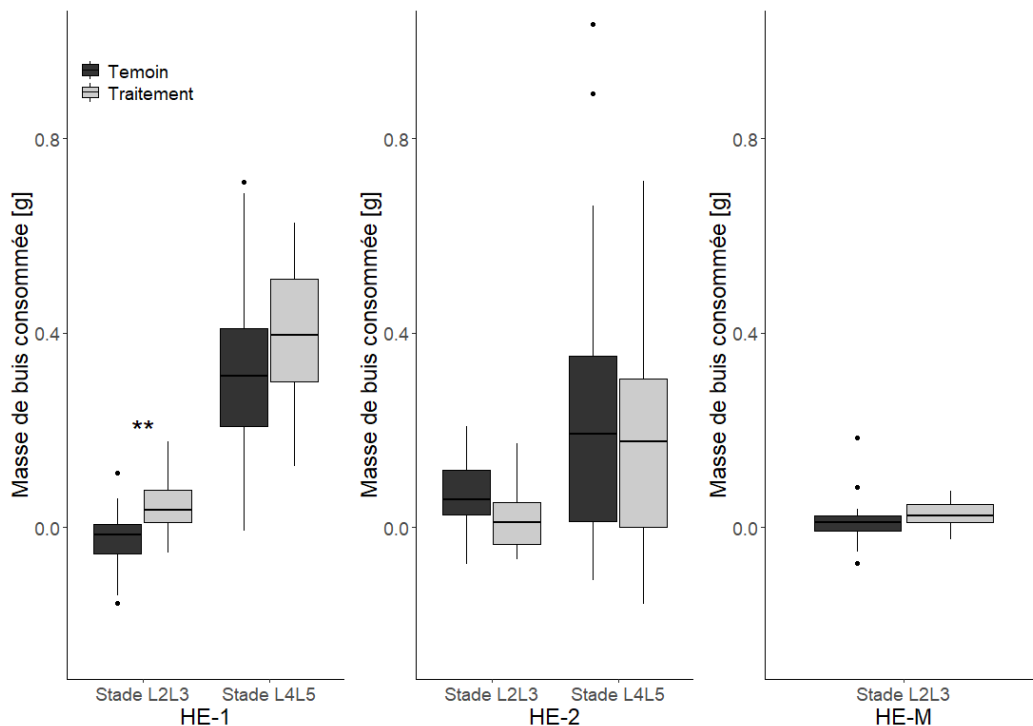 Temoin
Traitement
Masse de buis consommée [g]
0.8
0.4
0.0
**
Stade L2L3
Stade L4L5
HE-1
Masse de buis consommée [g]
0.8
0.4
0.0
Stade L2L3
Stade L4L5
HE-2
Masse de buis consommée [g]
0.8
0.4
0.0
Stade L2L3
HE-M